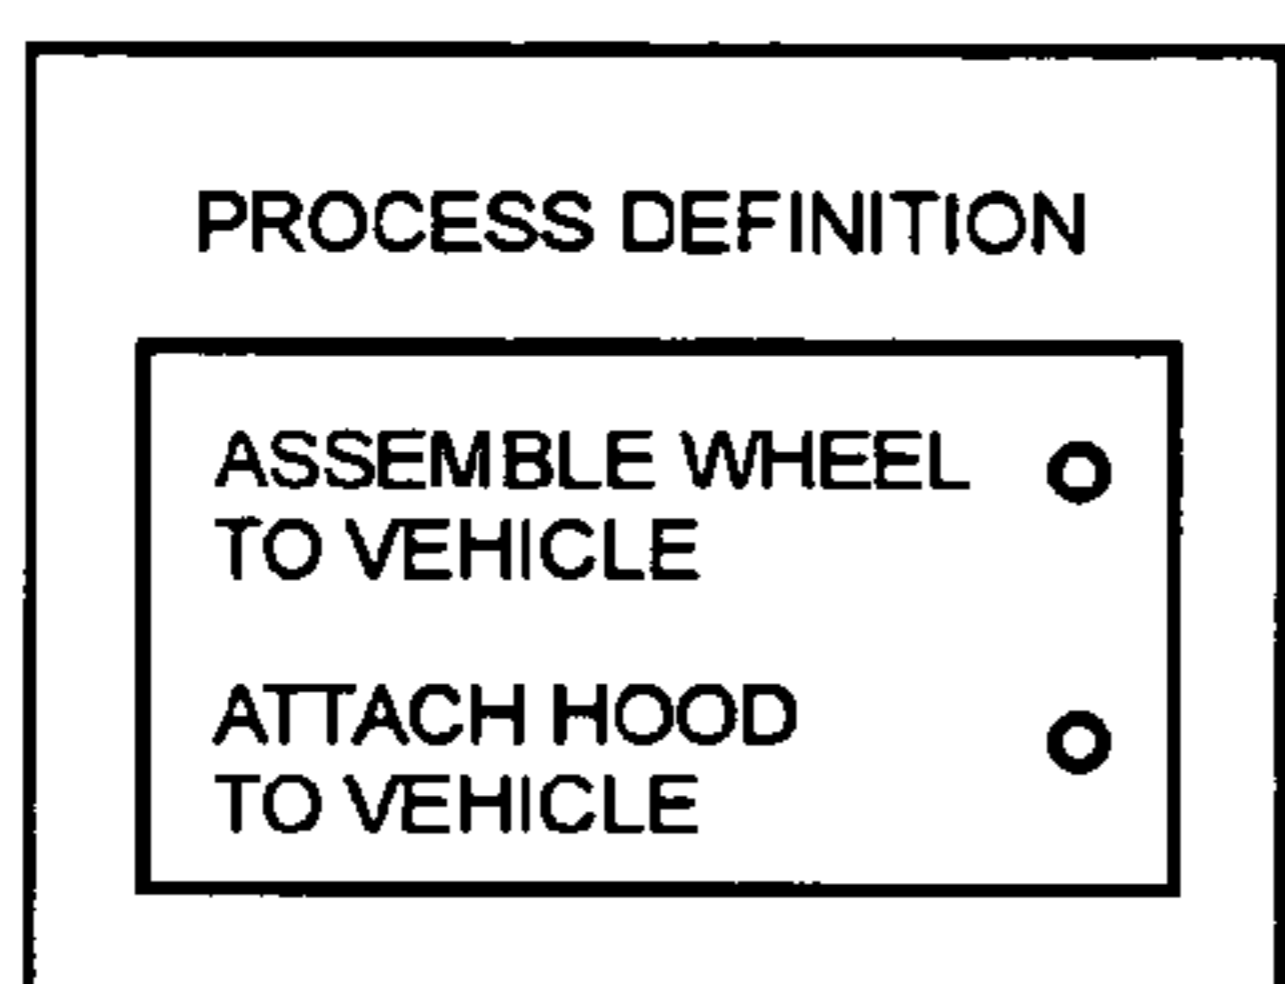 PROCESS DEFINITION
ASSEMBLE WHEEL
TO VEHICLE
ATTACH HOOD
TO VEHICLE